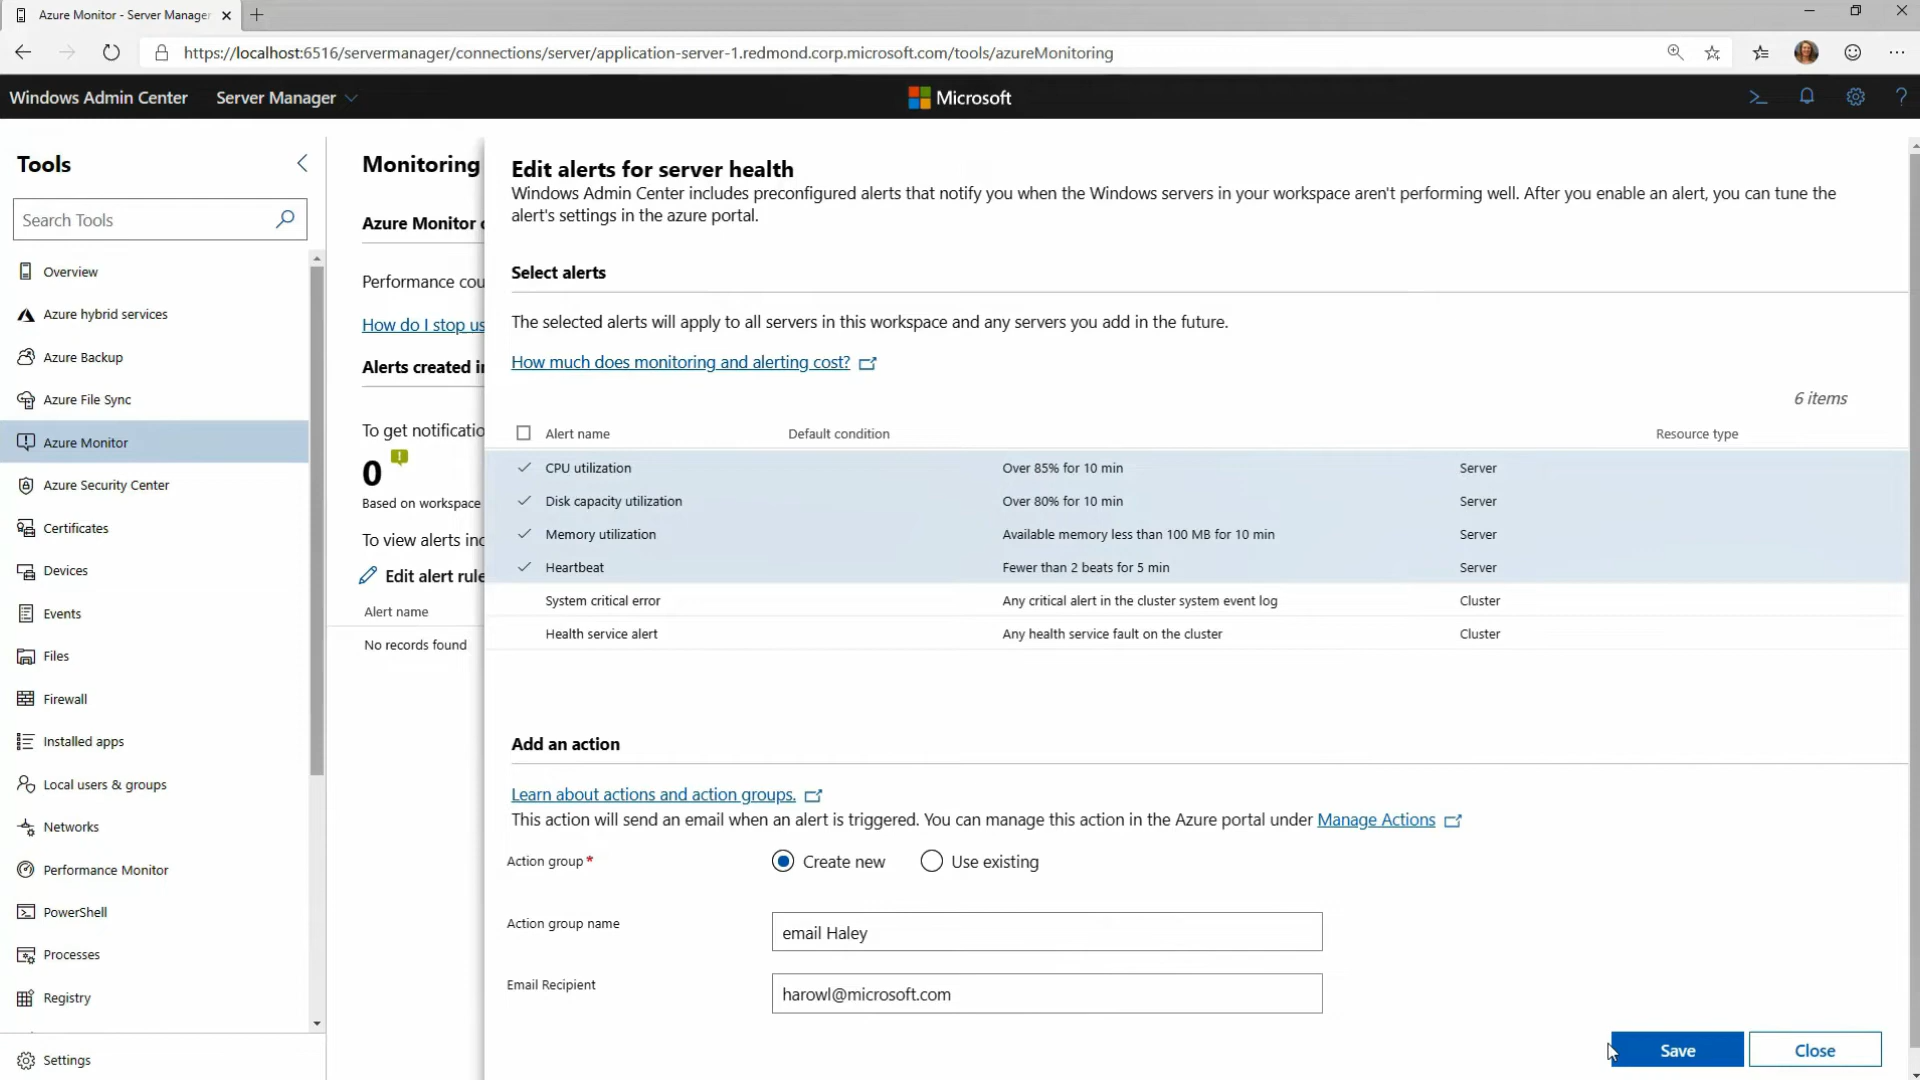 Azure Monitor - Server Manager
https://localhost:6516/servermanager/connections/server/application-server-1.redmond.corp.microsoft.com/tools/azureMonitoring
Windows Admin Center
Server Manager
Microsoft
Tools
Search Tools
Overview
Azure hybrid services
Azure Backup
Azure File Sync
Azure Monitor
Azure Security Center
Certificates
Devices
Events
Files
Firewall
Installed apps
Local users & groups
Networks
Performance Monitor
PowerShell
Processes
Registry
Settings
Monitoring
Azure Monitor
Performance cou
How do I stop us
Alerts created in
To get notificatio
0
Based on workspace
To view alerts inc
Edit alert rule
Alert name
No records found
Edit alerts for server health
Windows Admin Center includes preconfigured alerts that notify you when the Windows servers in your workspace aren't performing well. After you enable an alert, you can tune the
alert's settings in the azure portal.
Select alerts
The selected alerts will apply to all servers in this workspace and any servers you add in the future.
How much does monitoring and alerting cost?
6 items
Alert name Default condition Resource type
CPU utilization Over 85% for 10 min Server
Disk capacity utilization Over 80% for 10 min Server
Memory utilization Available memory less than 100 MB for 10 min Server
Heartbeat Fewer than 2 beats for 5 min Server
System critical error Any critical alert in the cluster system event log Cluster
Health service alert Any health service fault on the cluster Cluster
Add an action
Learn about actions and action groups.
This action will send an email when an alert is triggered. You can manage this action in the Azure portal under Manage Actions
Action group* Create new Use existing
Action group name email Haley
Email Recipient harowl@microsoft.com
Save Close